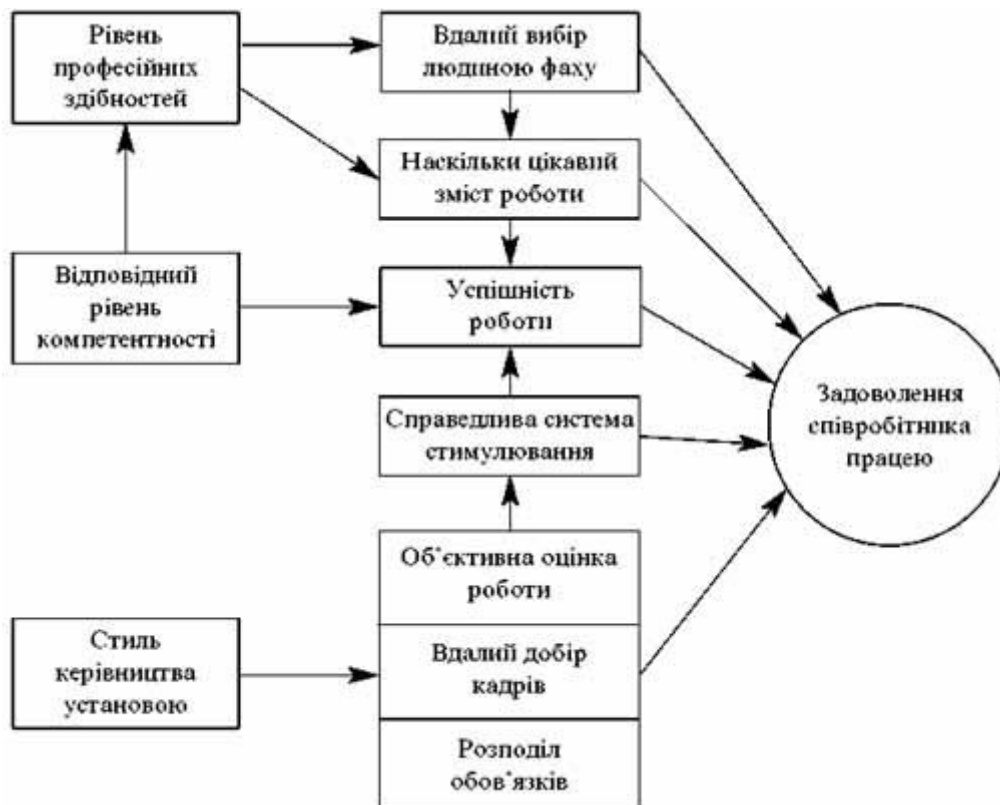 Рівень
професійних
здібностей
Вдалий вибір
людиною фаху
Наскільки цікавий
зміст роботи
Відповідний
рівень
компетентності
Успішність
роботи
Справедлива система
стимулювання
Задоволення
співробітника
працею
Об'єктивна оцінка
роботи
Стиль
керівництва
установою
Вдалий добір
кадрів
Розподіл
обов'язків